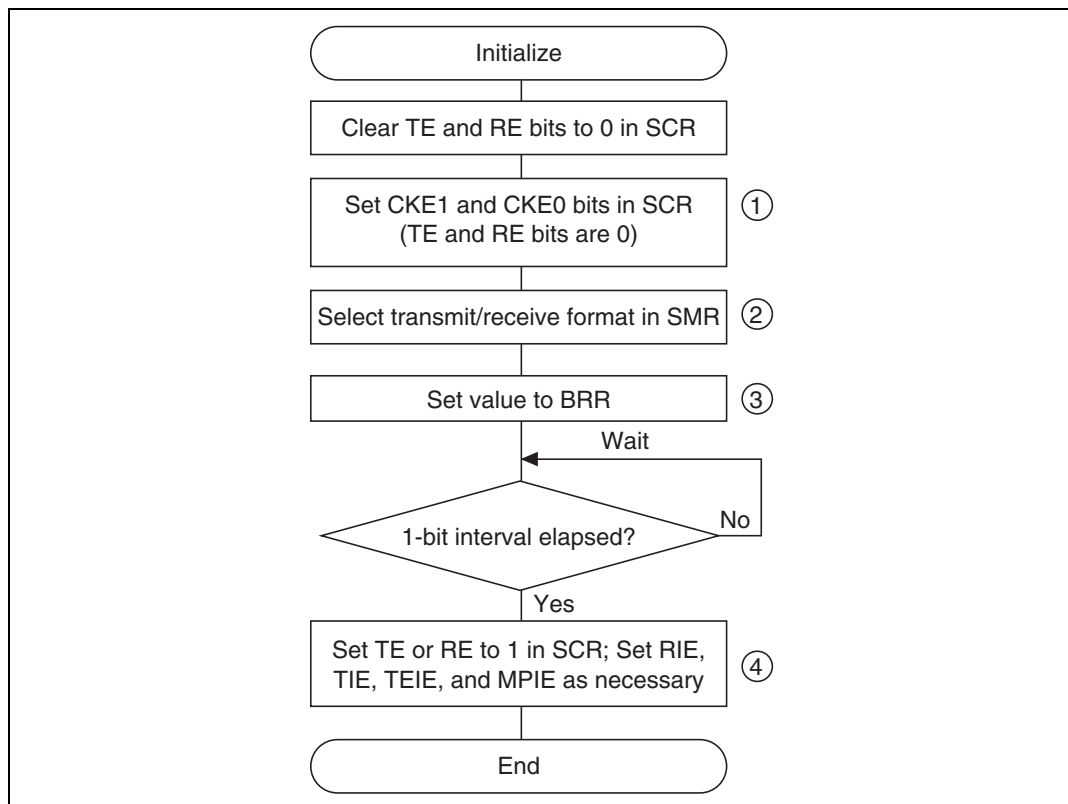 Initialize
Clear TE and RE bits to 0 in SCR
Set CKE1 and CKE0 bits in SCR
(TE and RE bits are 0)
①
Select transmit/receive format in SMR
②
Set value to BRR
③
Wait
1-bit interval elapsed?
No
Yes
Set TE or RE to 1 in SCR; Set RIE,
TIE, TEIE, and MPIE as necessary
④
End